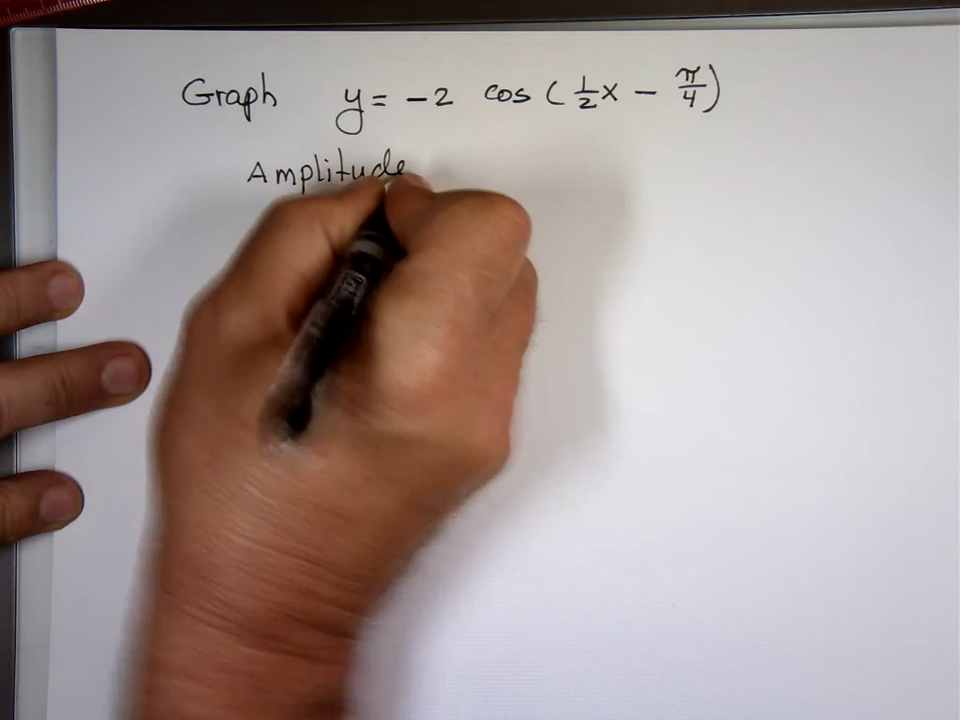 Graph y = -2 cos (1/2 x - π/4)
Amplitude